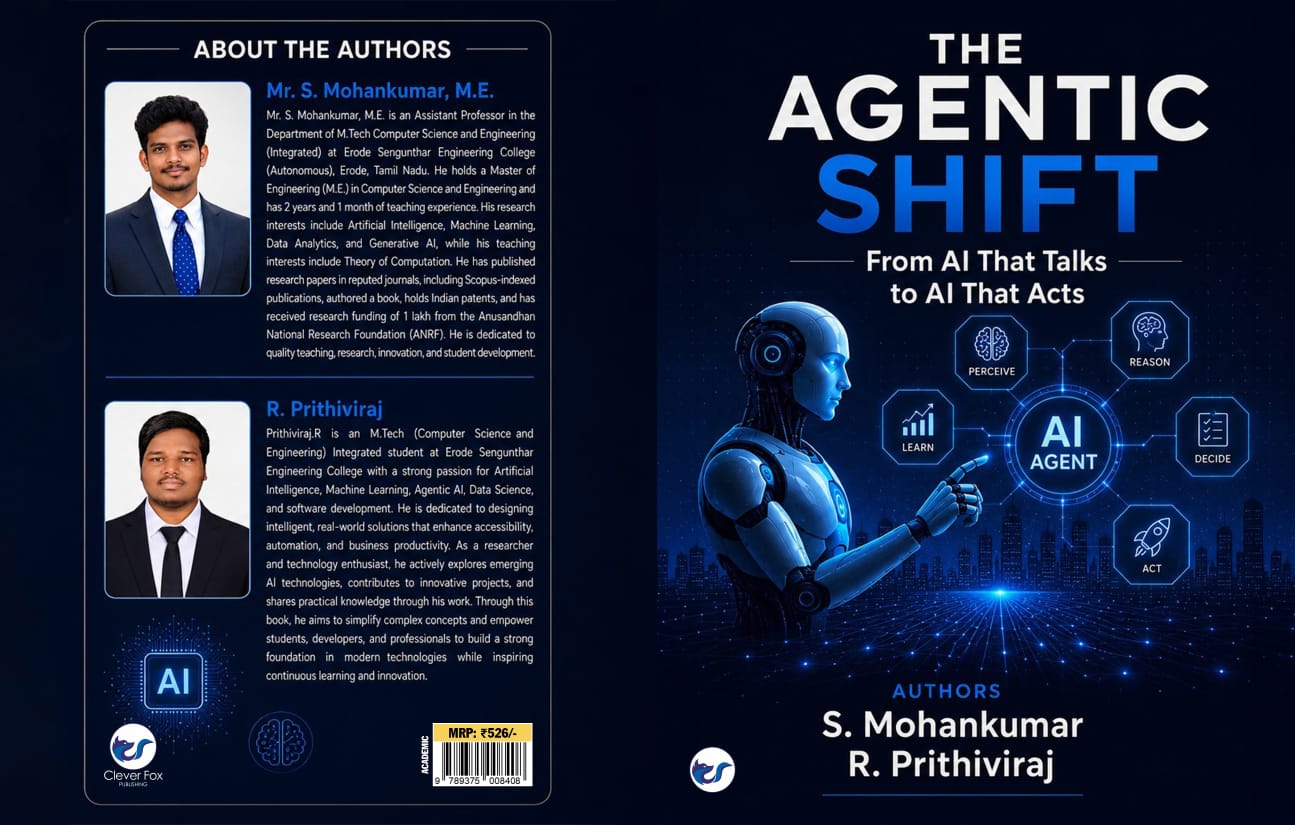 ABOUT THE AUTHORS
Mr. S. Mohankumar, M.E.
Mr. S. Mohankumar, M.E. is an Assistant Professor in the
Department of M.Tech Computer Science and Engineering
(Integrated) at Erode Sengunthar Engineering College
(Autonomous), Erode, Tamil Nadu. He holds a Master of
Engineering (M.E.) in Computer Science and Engineering and
has 2 years and 1 month of teaching experience. His research
interests include Artificial Intelligence, Machine Learning,
Data Analytics, and Generative AI, while his teaching
interests include Theory of Computation. He has published
research papers in reputed journals, including Scopus-indexed
publications, authored a book, holds Indian patents, and has
received research funding of 1 lakh from the Anusandhan
National Research Foundation (ANRF). He is dedicated to
quality teaching, research, innovation, and student development.
R. Prithiviraj
Prithiviraj.R is an M.Tech (Computer Science and
Engineering) Integrated student at Erode Sengunthar
Engineering College with a strong passion for Artificial
Intelligence, Machine Learning, Agentic AI, Data Science,
and software development. He is dedicated to designing
intelligent, real-world solutions that enhance accessibility,
automation, and business productivity. As a researcher
and technology enthusiast, he actively explores emerging
AI technologies, contributes to innovative projects, and
shares practical knowledge through his work. Through this
book, he aims to simplify complex concepts and empower
students, developers, and professionals to build a strong
foundation in modern technologies while inspiring
continuous learning and innovation.
AI
Clever Fox
PUBLISHING
ACADEMIC
MRP: ₹526/-
9 789375 008408
THE
AGENTIC
SHIFT
From AI That Talks
to AI That Acts
PERCEIVE
REASON
LEARN
AI
AGENT
DECIDE
ACT
AUTHORS
S. Mohankumar
R. Prithiviraj